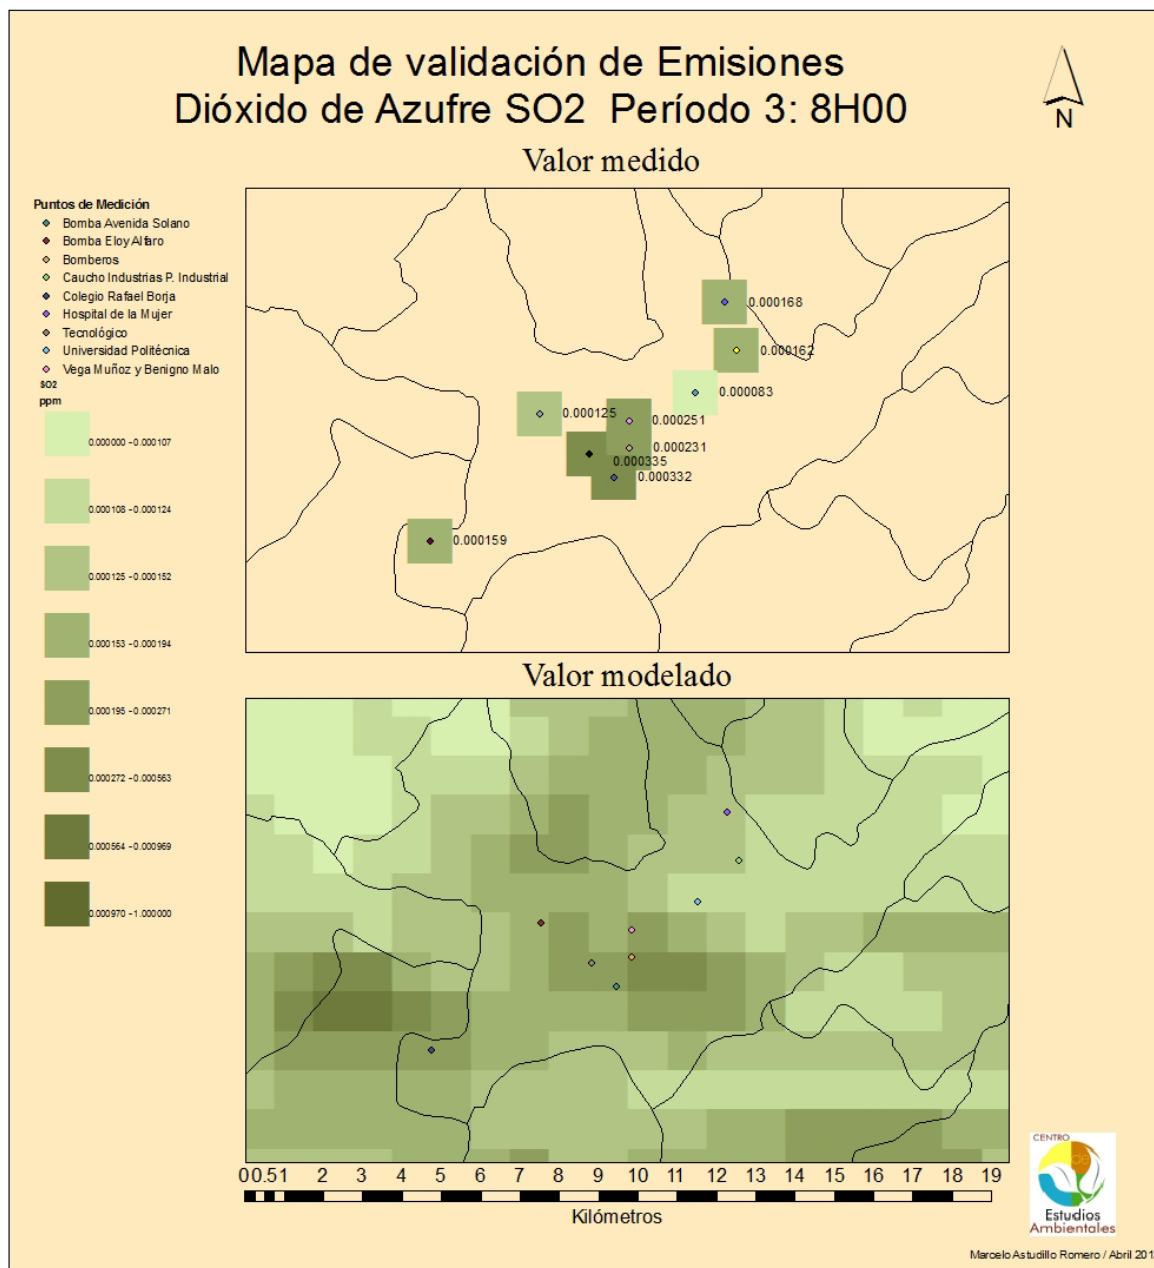 Mapa de validación de Emisiones
Dióxido de Azufre SO2 Período 3: 8H00
N
Valor medido
Puntos de Medición
Bomba Avenida Solano
Bomba Eloy Alfaro
Bomberos
Caucho Industrias P. Industrial
Colegio Rafael Borja
Hospital de la Mujer
Tecnológico
Universidad Politécnica
Vega Muñoz y Benigno Malo
SO2
ppm
0.000000 - 0.000107
0.000108 - 0.000124
0.000125 - 0.000152
0.000153 - 0.000194
0.000195 - 0.000271
0.000272 - 0.000563
0.000564 - 0.000969
0.000970 - 1.000000
0.000168
0.000162
0.000083
0.000125
0.000251
0.000231
0.000335
0.000332
0.000159
Valor modelado
0 0.5 1 2 3 4 5 6 7 8 9 10 11 12 13 14 15 16 17 18 19
Kilómetros
CENTRO
de
Estudios
Ambientales
Marcelo Astudillo Romero / Abril 201